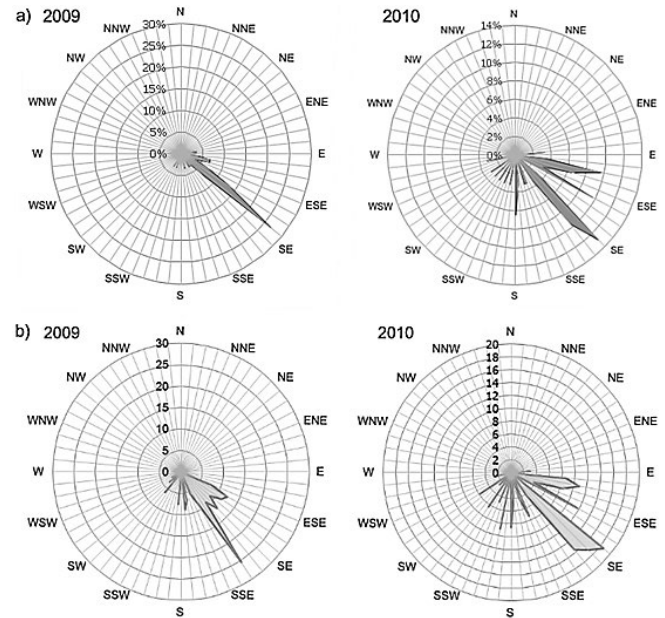 a) 2009
N
NNE
NE
ENE
E
ESE
SE
SSE
S
SSW
SW
WSW
W
WNW
NW
NNW
30%
25%
20%
15%
10%
5%
0%
2010
N
NNE
NE
ENE
E
ESE
SE
SSE
S
SSW
SW
WSW
W
WNW
NW
NNW
14%
12%
10%
8%
6%
4%
2%
0%
b) 2009
N
NNE
NE
ENE
E
ESE
SE
SSE
S
SSW
SW
WSW
W
WNW
NW
NNW
30
25
20
15
10
5
0
2010
N
NNE
NE
ENE
E
ESE
SE
SSE
S
SSW
SW
WSW
W
WNW
NW
NNW
20
18
16
14
12
10
8
6
4
2
0